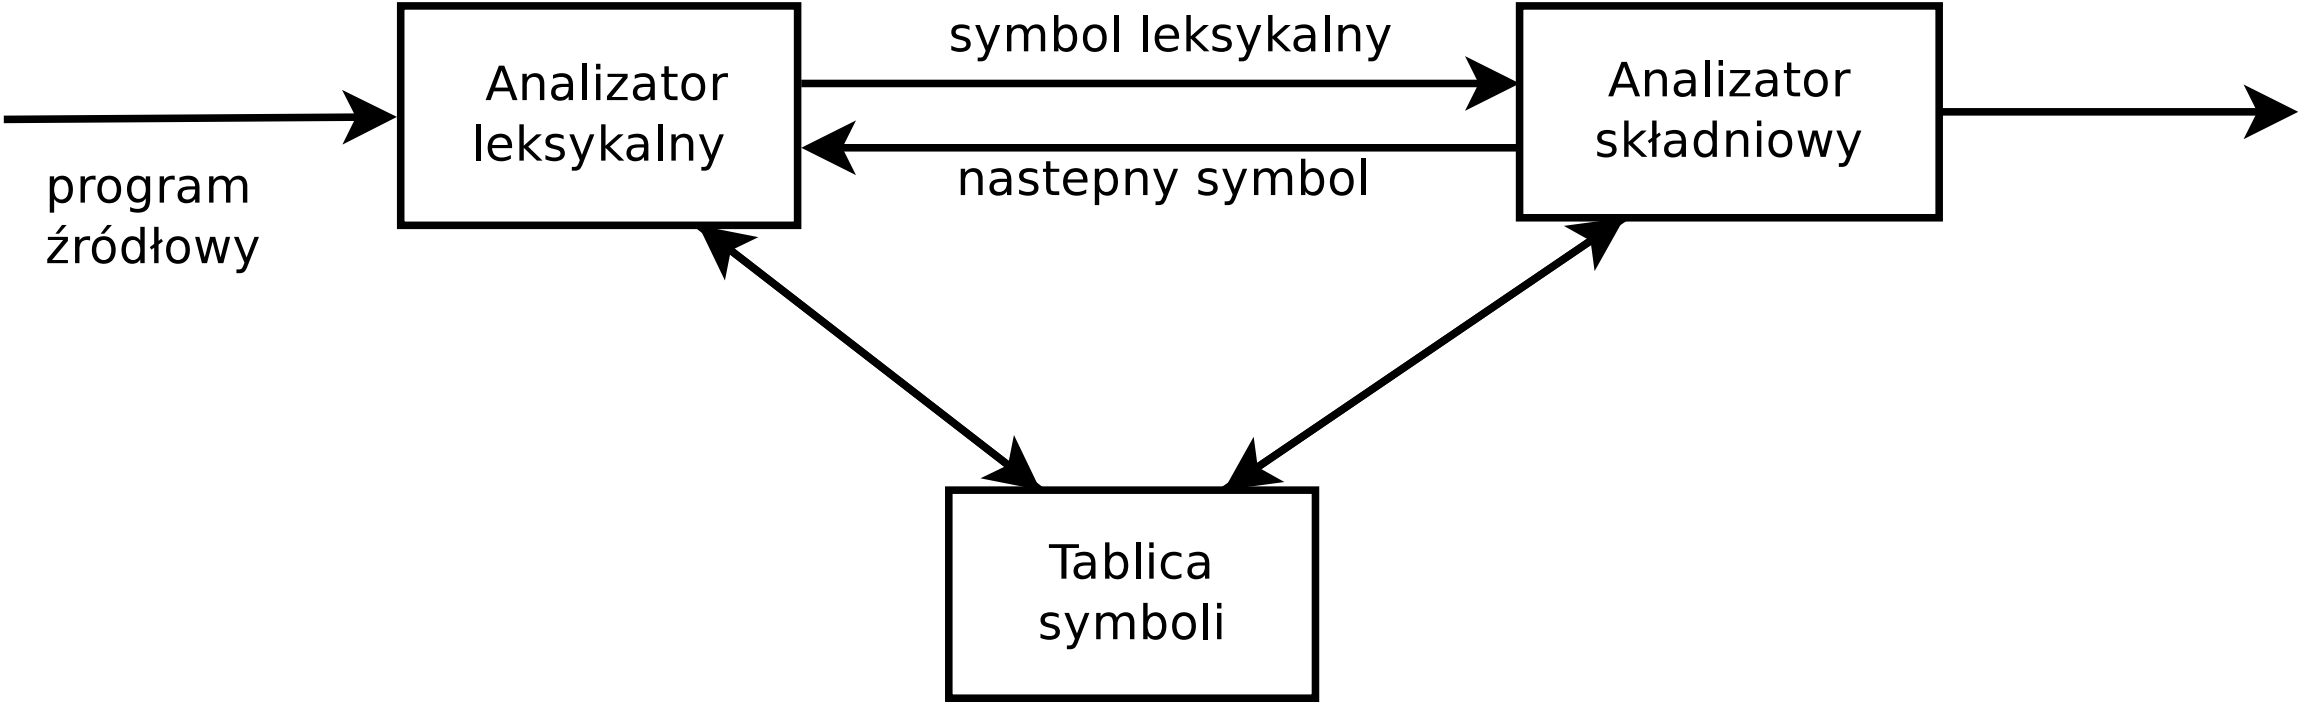 symbol leksykalny
Analizator
leksykalny
Analizator
składniowy
program
źródłowy
nastepny symbol
Tablica
symboli